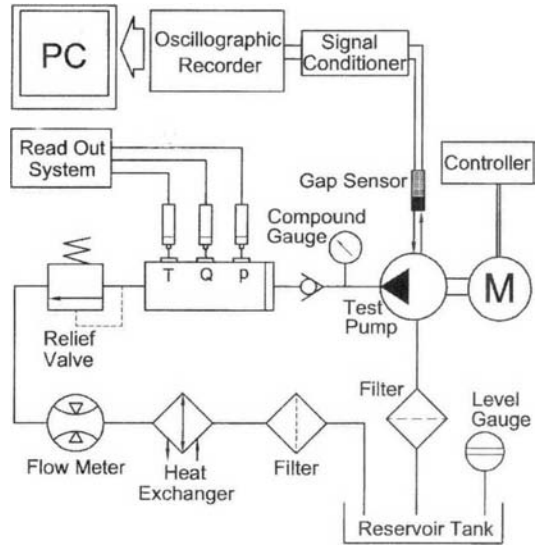 PC
Oscillographic
Recorder
Signal
Conditioner
Read Out
System
Gap Sensor
Controller
Compound
Gauge
T Q p
Test
Pump
M
Relief
Valve
Filter
Level
Gauge
Flow Meter
Heat
Exchanger
Filter
Reservoir Tank